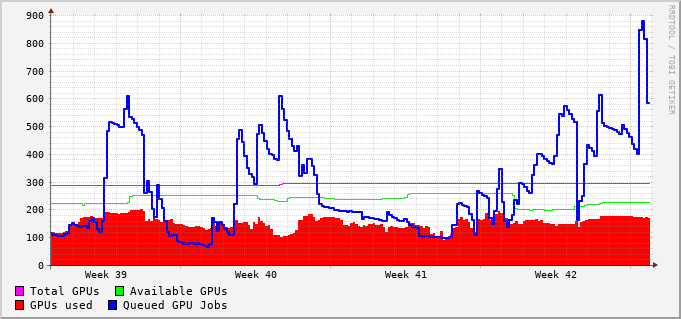 900
800
700
600
500
400
300
200
100
0
Week 39 Week 40 Week 41 Week 42
Total GPUs Available GPUs
GPUs used Queued GPU Jobs
RRDTOOL / TOBI OETIKER